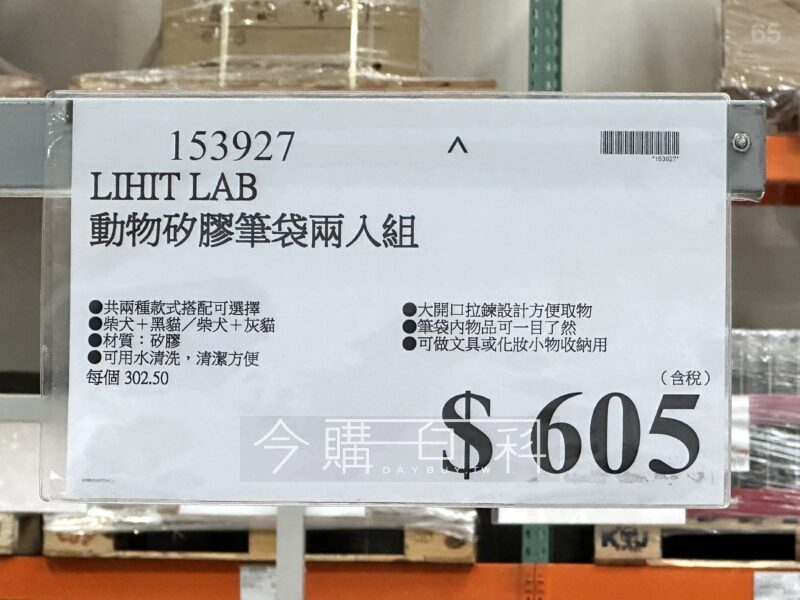 65
153927
^
*153927*
LIHIT LAB
動物矽膠筆袋兩入組
●共兩種款式搭配可選擇
●柴犬+黑貓／柴犬+灰貓
●材質：矽膠
●可用水清洗，清潔方便
每個 302.50
●大開口拉鍊設計方便取物
●筆袋內物品可一目了然
●可做文具或化妝小物收納用
（含稅）
$ 605
今購百科
DAYBUY.TW